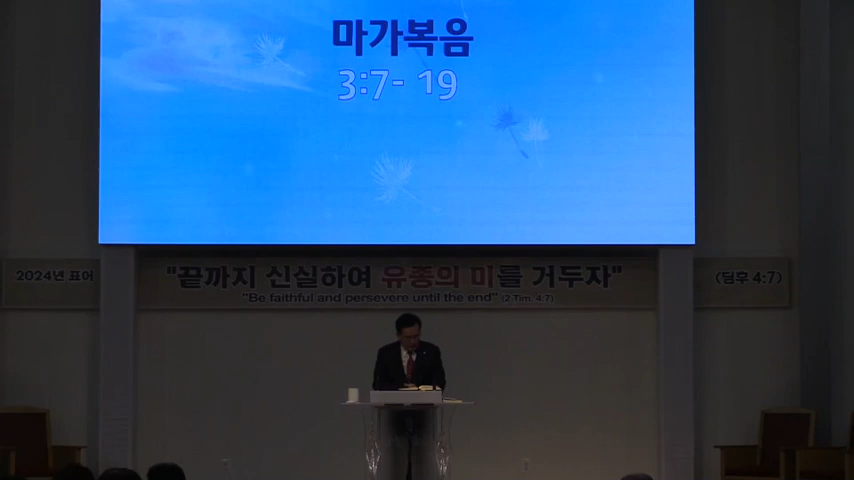 마가복음
3:7- 19
2024년 표어
"끝까지 신실하여 유종의 미를 거두자"
(딤후 4:7)
"Be faithful and persevere until the end" (2.Tim. 4:7)